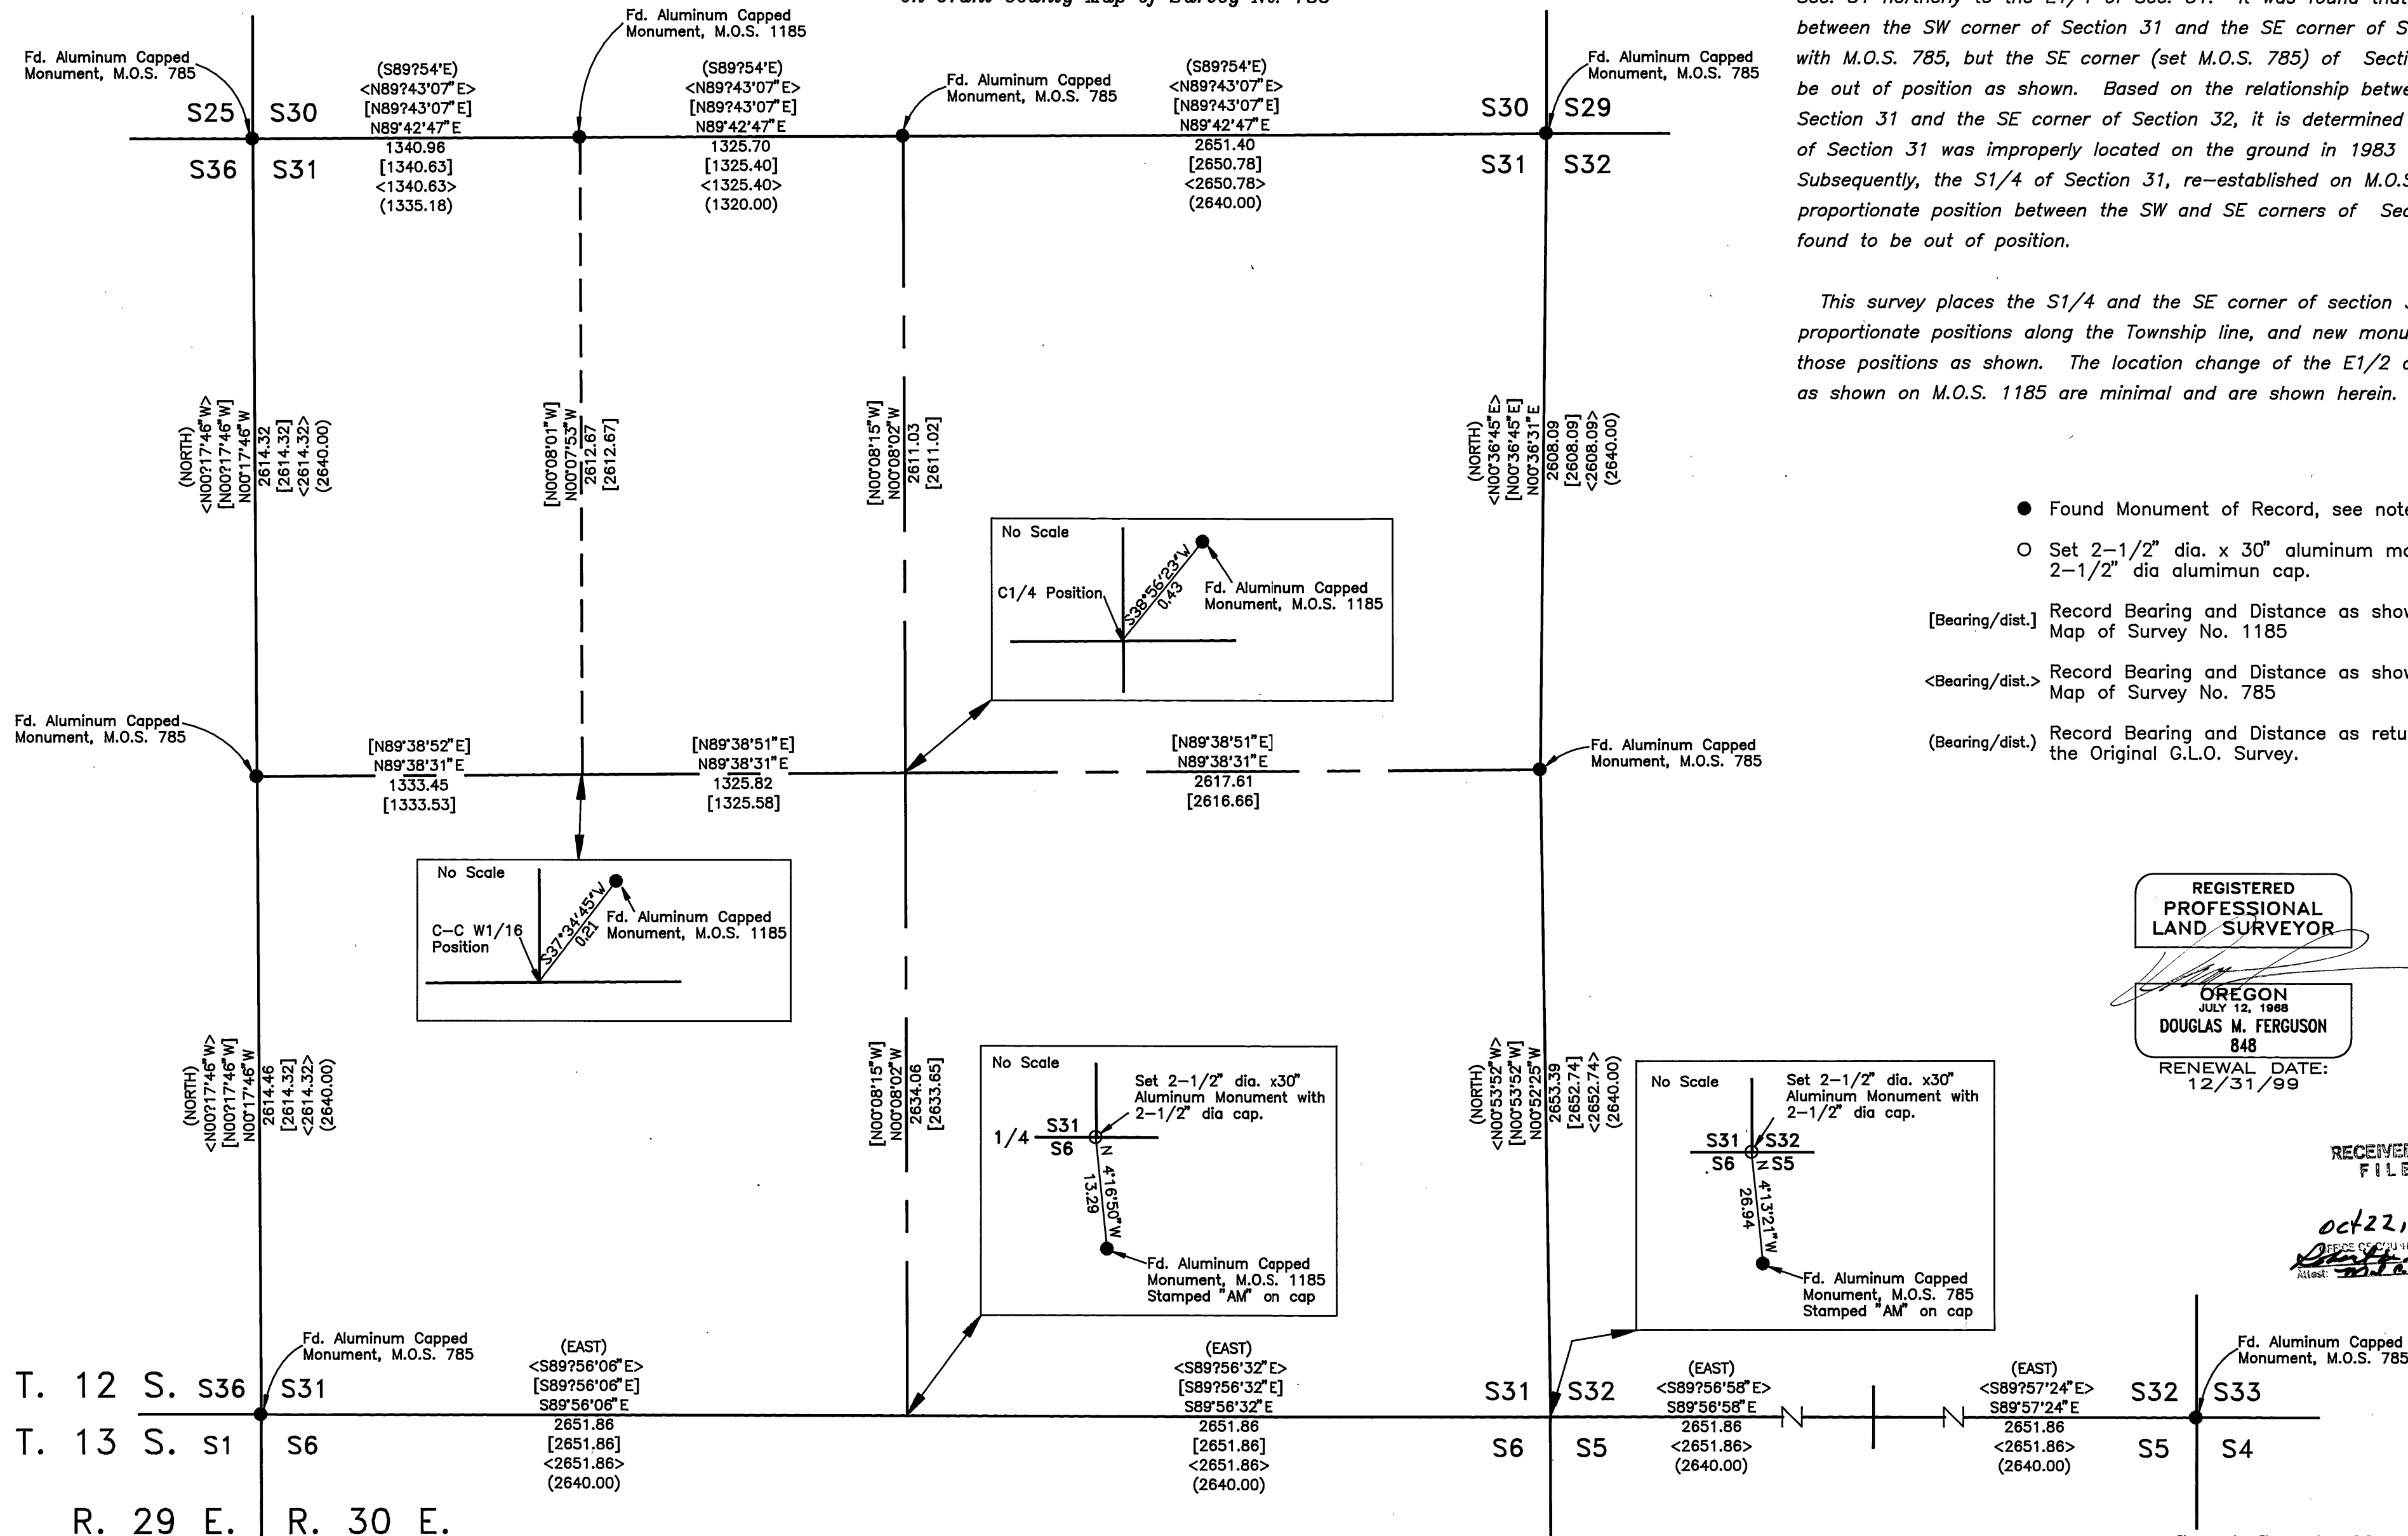 on Grant County Map of Survey No. 785
Fd. Aluminum Capped
Monument, M.O.S. 1185
Fd. Aluminum Capped
Monument, M.O.S. 785
(S89?54'E)
<N89?43'07"E>
[N89?43'07"E]
N89°42'47"E
1340.96
[1340.63]
<1340.63>
(1335.18)
(S89?54'E)
<N89?43'07"E>
[N89?43'07"E]
N89°42'47"E
1325.70
[1325.40]
<1325.40>
(1320.00)
Fd. Aluminum Capped
Monument, M.O.S. 785
(S89?54'E)
<N89?43'07"E>
[N89?43'07"E]
N89°42'47"E
2651.40
[2650.78]
<2650.78>
(2640.00)
Fd. Aluminum Capped
Monument, M.O.S. 785
S25 S30
S36 S31
S30 S29
S31 S32
between the SW corner of Section 31 and the SE corner of S
with M.O.S. 785, but the SE corner (set M.O.S. 785) of Secti
be out of position as shown. Based on the relationship betwe
Section 31 and the SE corner of Section 32, it is determined
of Section 31 was improperly located on the ground in 1983
Subsequently, the S1/4 of Section 31, re-established on M.O.S
proportionate position between the SW and SE corners of Sec
found to be out of position.
This survey places the S1/4 and the SE corner of section 3
proportionate positions along the Township line, and new monu
those positions as shown. The location change of the E1/2 o
as shown on M.O.S. 1185 are minimal and are shown herein.
(NORTH)
<N00?17'46"W>
[N00?17'46"W]
N00°17'46"W
2614.32
[2614.32]
<2614.32>
(2640.00)
[N00°08'01"W]
N00°07'53"W
2612.67
[2612.67]
[N00°08'15"W]
N00°08'02"W
2611.03
[2611.02]
(NORTH)
<N00°36'45"E>
[N00°36'45"E]
N00°36'31"E
2608.09
[2608.09]
<2608.09>
(2640.00)
● Found Monument of Record, see note
O Set 2-1/2" dia. x 30" aluminum mo
2-1/2" dia alumimun cap.
[Bearing/dist.] Record Bearing and Distance as show
Map of Survey No. 1185
<Bearing/dist.> Record Bearing and Distance as show
Map of Survey No. 785
(Bearing/dist.) Record Bearing and Distance as retu
the Original G.L.O. Survey.
No Scale
C1/4 Position
S38°56'23"W
0.43
Fd. Aluminum Capped
Monument, M.O.S. 1185
Fd. Aluminum Capped
Monument, M.O.S. 785
[N89°38'52"E]
N89°38'31"E
1333.45
[1333.53]
[N89°38'51"E]
N89°38'31"E
1325.82
[1325.58]
[N89°38'51"E]
N89°38'31"E
2617.61
[2616.66]
Fd. Aluminum Capped
Monument, M.O.S. 785
No Scale
C-C W1/16
Position
S37°34'45"W
0.21
Fd. Aluminum Capped
Monument, M.O.S. 1185
REGISTERED
PROFESSIONAL
LAND SURVEYOR
OREGON
JULY 12, 1968
DOUGLAS M. FERGUSON
848
RENEWAL DATE:
12/31/99
(NORTH)
<N00?17'46"W>
[N00?17'46"W]
N00°17'46"W
2614.46
[2614.32]
<2614.32>
(2640.00)
[N00°08'15"W]
N00°08'02"W
2634.06
[2633.65]
No Scale
Set 2-1/2" dia. x30"
Aluminum Monument with
2-1/2" dia cap.
1/4 S31
S6
N 4°16'50"W
13.29
Fd. Aluminum Capped
Monument, M.O.S. 1185
Stamped "AM" on cap
(NORTH)
<N00°53'52"W>
[N00°53'52"W]
N00°52'25"W
2653.39
[2652.74]
<2652.74>
(2640.00)
No Scale
Set 2-1/2" dia. x30"
Aluminum Monument with
2-1/2" dia cap.
S31 S32
S6 S5
N 4°13'21"W
26.94
Fd. Aluminum Capped
Monument, M.O.S. 785
Stamped "AM" on cap
RECEIVE
FILE
Oct 22,
Attest:
Fd. Aluminum Capped
Monument, M.O.S. 785
(EAST)
<S89?56'06"E>
[S89?56'06"E]
S89°56'06"E
2651.86
[2651.86]
<2651.86>
(2640.00)
(EAST)
<S89?56'32"E>
[S89?56'32"E]
S89°56'32"E
2651.86
[2651.86]
<2651.86>
(2640.00)
(EAST)
<S89?56'58"E>
S89°56'58"E
2651.86
<2651.86>
(2640.00)
(EAST)
<S89?57'24"E>
S89°57'24"E
2651.86
<2651.86>
(2640.00)
Fd. Aluminum Capped
Monument, M.O.S. 785
T. 12 S. S36 S31
T. 13 S. S1 S6
S31 S32
S6 S5
S32 S33
S5 S4
R. 29 E. R. 30 E.